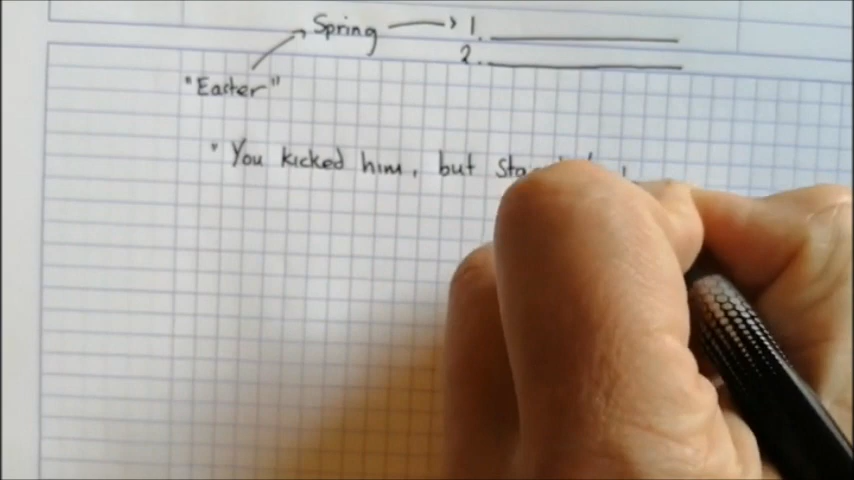 Spring → 1. 
2. 
"Easter"
"You kicked him, but